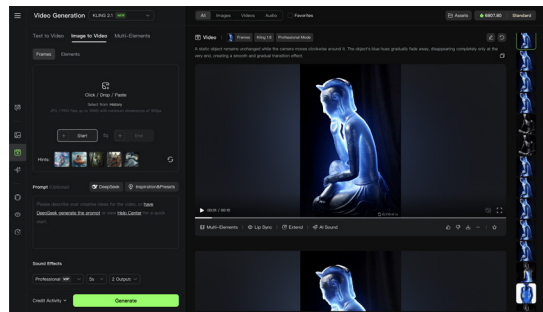 Video Generation
KLING 2.1 NEW
Text to Video Image to Video Multi-Elements
Frames Elements
Click / Drop / Paste
Select from History
+ Start
+ End
Hints:
Prompt (Optional)
DeepSeek
Inspiration&Presets
Please describe your creative ideas for the video, or have
DeepSeek generate the prompt or view Help Center for a quick
start.
Sound Effects
Professional VIP
5s
2 Output
Credit Activity
Generate
All Images Videos Audio Favorites
Assets
6807.80 Standard
Video
Frames Kling 1.6 Professional Mode
A static object remains unchanged while the camera moves clockwise around it. The object's blue hues gradually fade away, disappearing completely only at the
very end, creating a smooth and gradual transition effect.
Multi-Elements Lip Sync Extend AI Sound